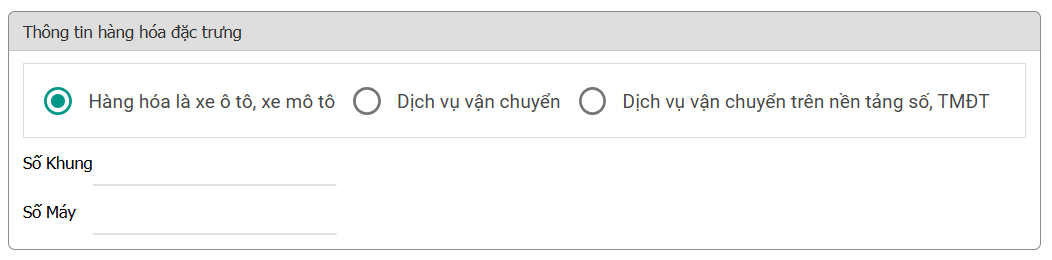 Thông tin hàng hóa đặc trưng
Hàng hóa là xe ô tô, xe mô tô Dịch vụ vận chuyển Dịch vụ vận chuyển trên nền tảng số, TMĐT
Số Khung
Số Máy